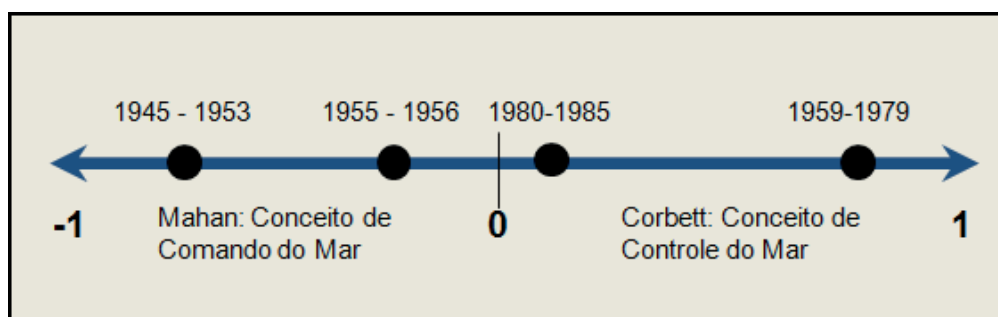 1945 - 1953
1955 - 1956
1980-1985
1959-1979
-1
Mahan: Conceito de
Comando do Mar
0
Corbett: Conceito de
Controle do Mar
1